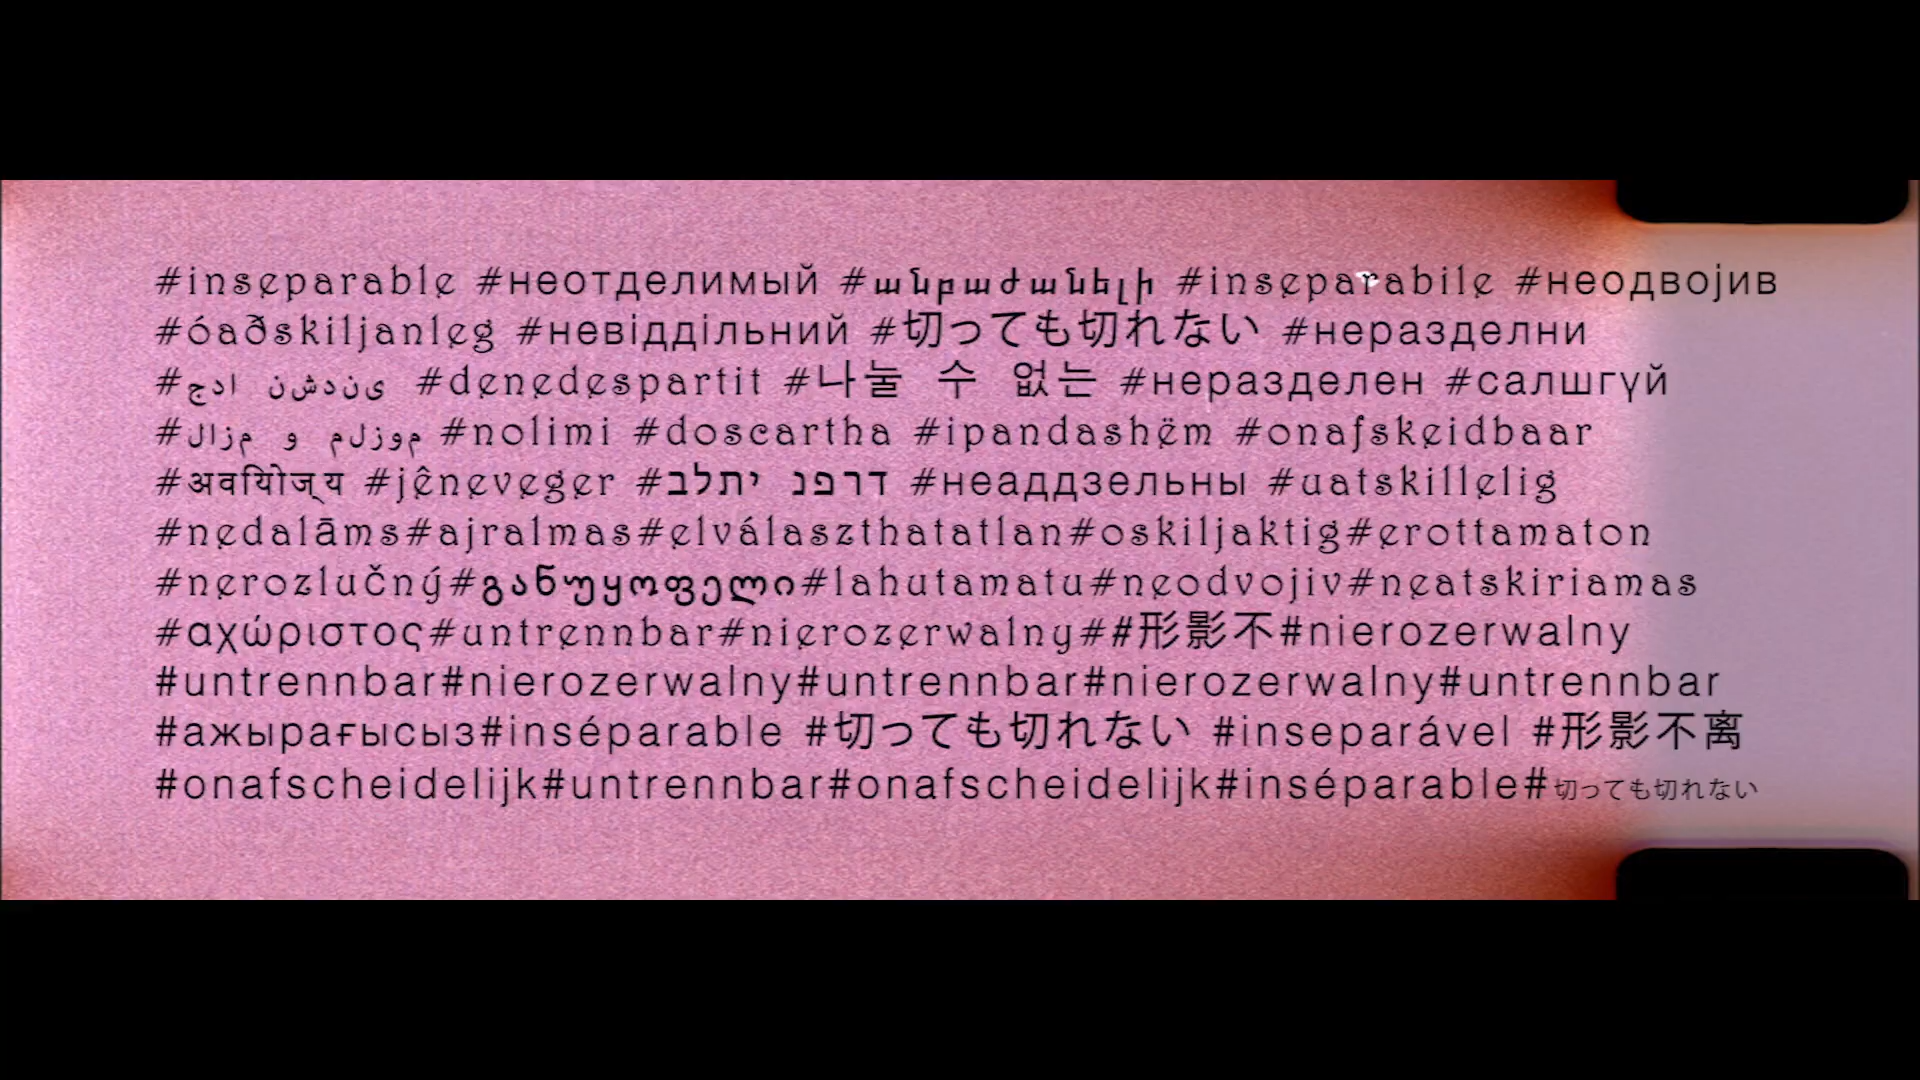 #inseparable #неотделимый #անբաժանելի #inseparabile #неодвојив
#óaðskiljanleg #невіддільний #切っても切れない #неразделни
#جدا نشدنی #denedespartit #나눌 수 없는 #неразделен #салшгүй
#لازم و ملزوم #nolimi #doscartha #ipandashëm #onafskeidbaar
#अवियोज्य #jêneveger #בלתי נפרד #неаддзельны #uatskillelig
#nedalāms#ajralmas#elválaszthatatlan#oskiljaktig#erottamaton
#nerozlučný#განუყოფელი#lahutamatu#neodvojiv#neatskiriamas
#αχώριστος#untrennbar#nierozerwalny##形影不#nierozerwalny
#untrennbar#nierozerwalny#untrennbar#nierozerwalny#untrennbar
#ажырағысыз#inséparable #切っても切れない #inseparável #形影不离
#onafscheidelijk#untrennbar#onafscheidelijk#inséparable#切っても切れない